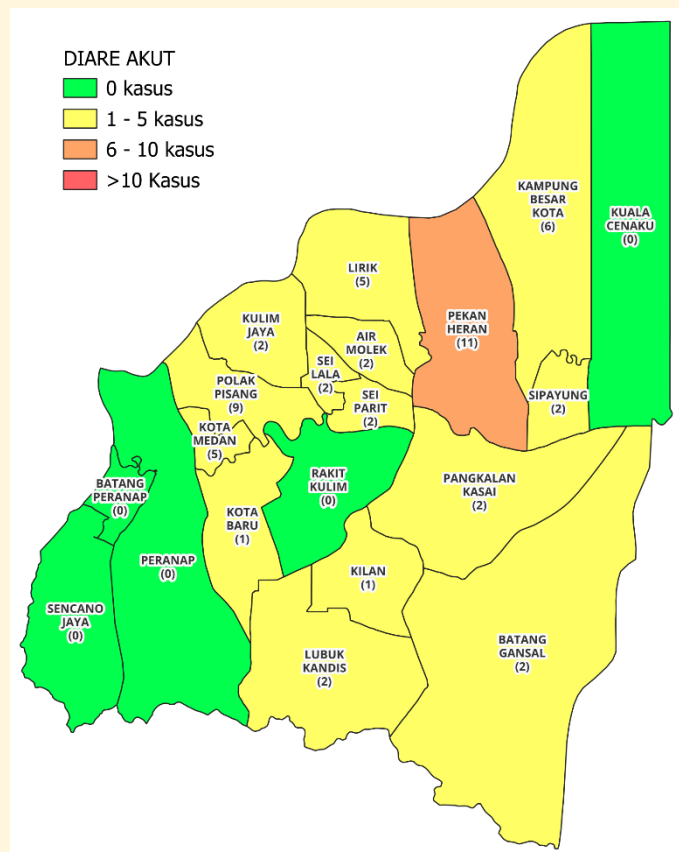 DIARE AKUT
0 kasus
1 - 5 kasus
6 - 10 kasus
>10 Kasus
KAMPUNG
BESAR
KOTA
(6)
KUALA
CENAKU
(0)
LIRIK
(5)
PEKAN
HERAN
(11)
KULIM
JAYA
(2)
AIR
MOLEK
(2)
SEI
LALA
(2)
POLAK
PISANG
(9)
SEI
PARIT
(2)
SIPAYUNG
(2)
KOTA
MEDAN
(5)
RAKIT
KULIM
(0)
PANGKALAN
KASAI
(2)
BATANG
PERANAP
(0)
KOTA
BARU
(1)
PERANAP
(0)
KILAN
(1)
SENCANO
JAYA
(0)
LUBUK
KANDIS
(2)
BATANG
GANSAL
(2)